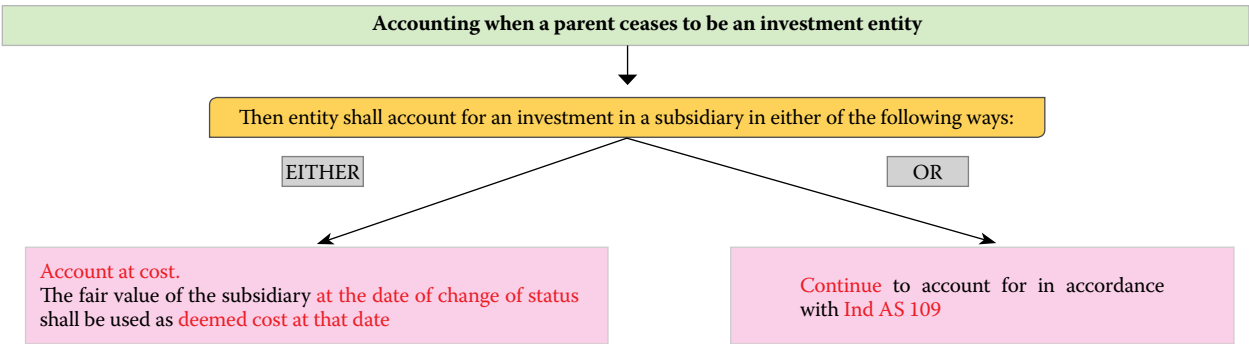 Accounting when a parent ceases to be an investment entity
Then entity shall account for an investment in a subsidiary in either of the following ways:
EITHER
OR
Account at cost.
The fair value of the subsidiary at the date of change of status
shall be used as deemed cost at that date
Continue to account for in accordance
with Ind AS 109